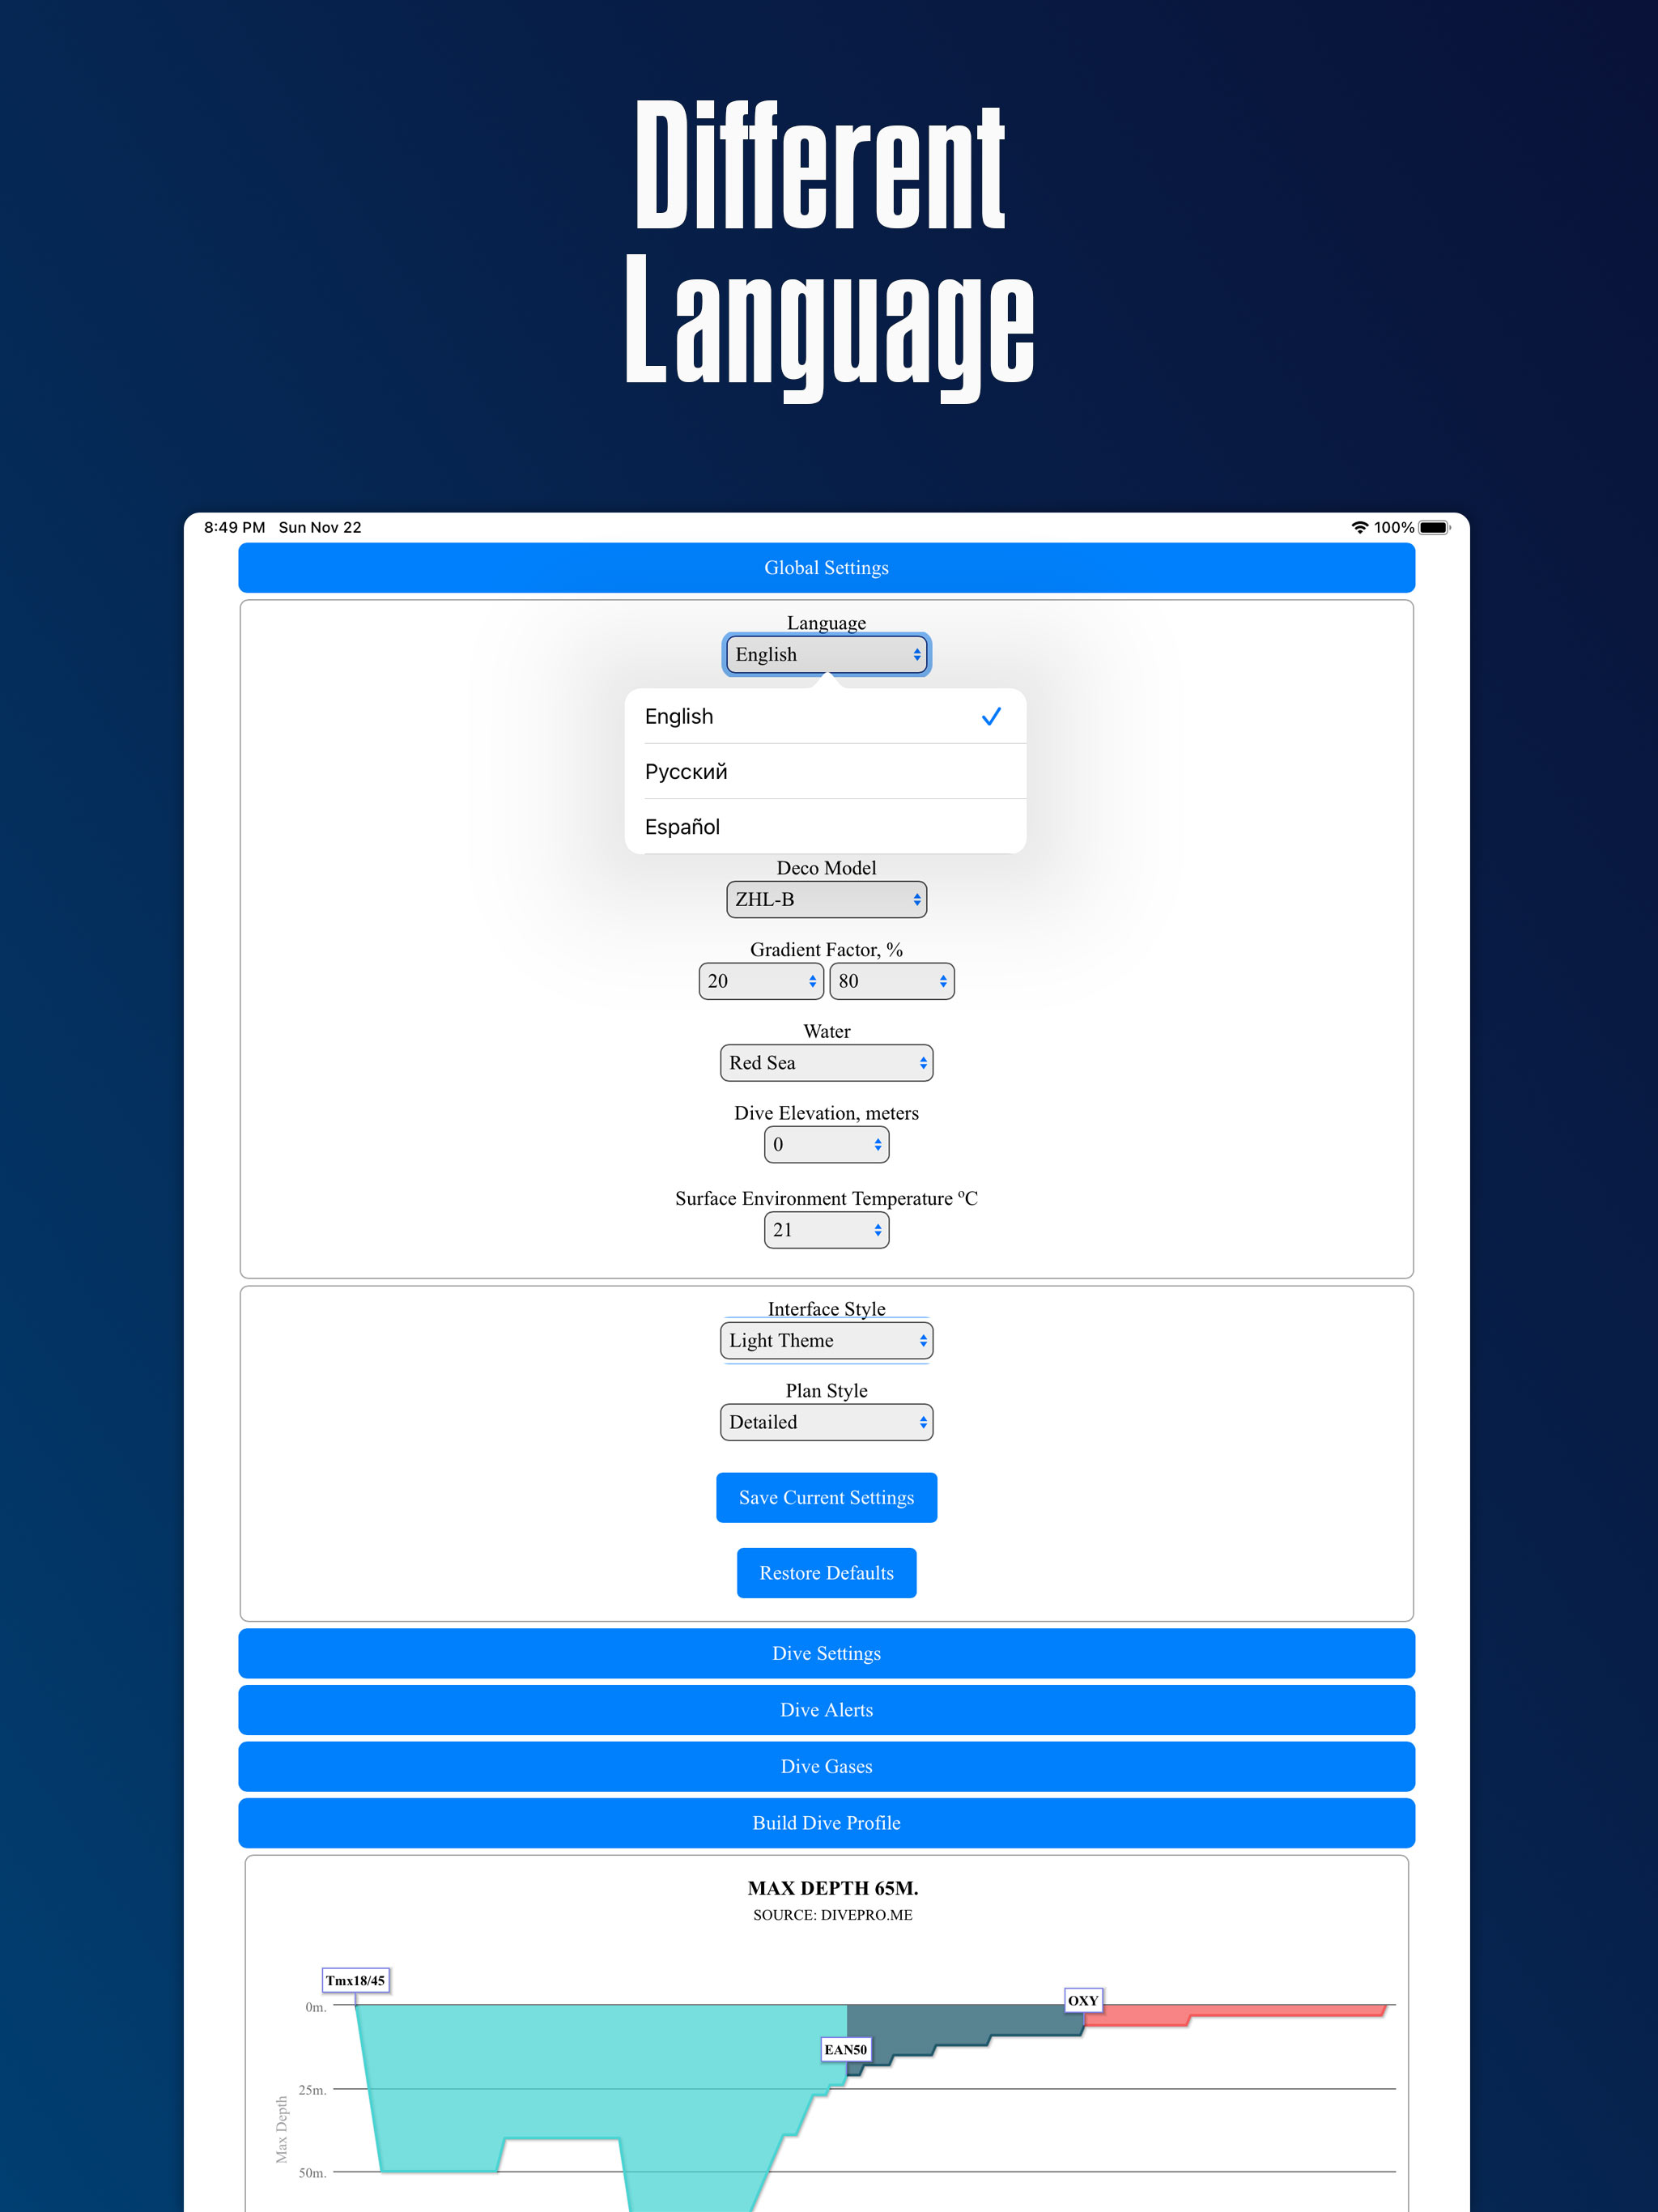 Different
Language
8:49 PM Sun Nov 22 100%
Global Settings
Language
English
English
Русский
Español
Deco Model
ZHL-B
Gradient Factor, %
20 80
Water
Red Sea
Dive Elevation, meters
0
Surface Environment Temperature ºC
21
Interface Style
Light Theme
Plan Style
Detailed
Save Current Settings
Restore Defaults
Dive Settings
Dive Alerts
Dive Gases
Build Dive Profile
MAX DEPTH 65M.
SOURCE: DIVEPRO.ME
Tmx18/45
OXY
0m.
EAN50
25m.
Max Depth
50m.